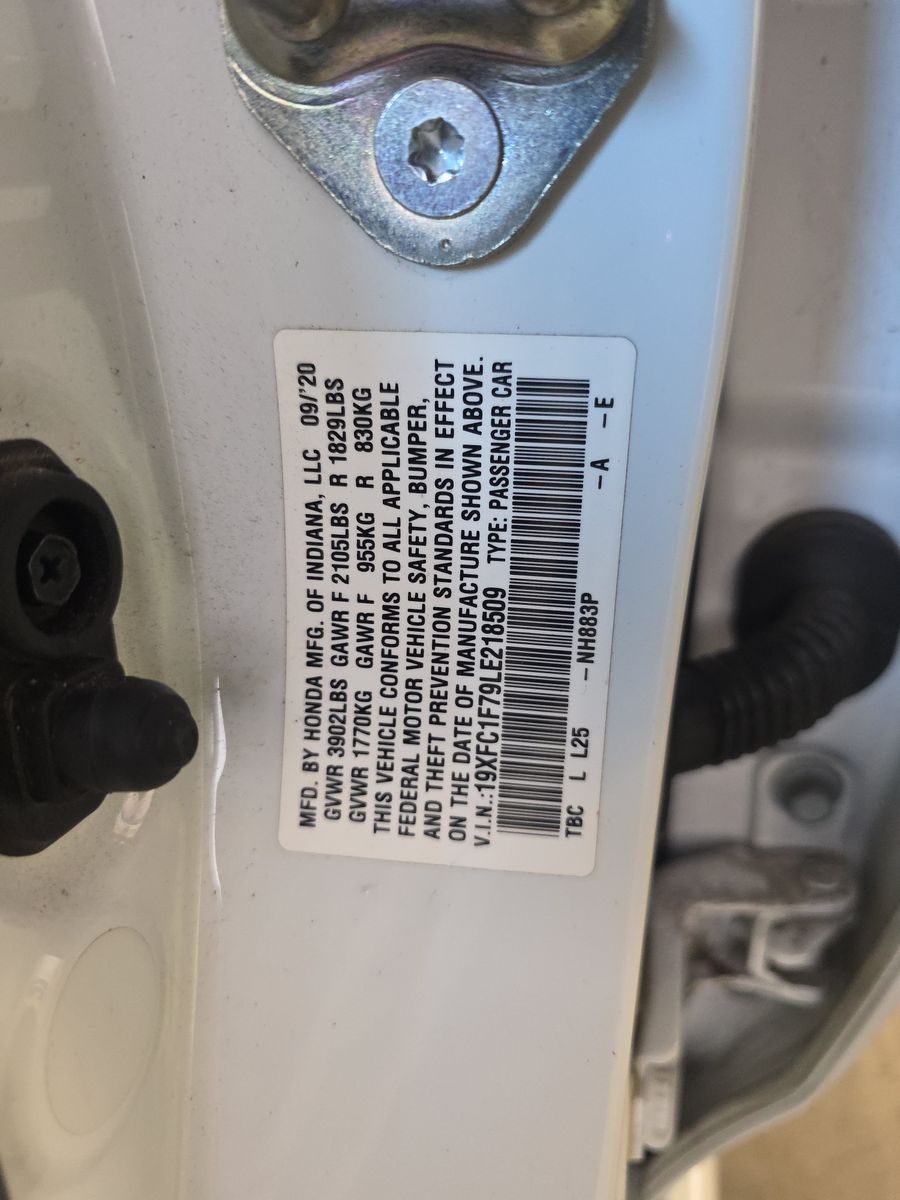 MFD. BY HONDA MFG. OF INDIANA, LLC 09/'20
GVWR 3902LBS GAWR F 2105LBS R 1829LBS
GVWR 1770KG GAWR F 955KG R 830KG
THIS VEHICLE CONFORMS TO ALL APPLICABLE
FEDERAL MOTOR VEHICLE SAFETY, BUMPER,
AND THEFT PREVENTION STANDARDS IN EFFECT
ON THE DATE OF MANUFACTURE SHOWN ABOVE.
V.I.N.:19XFC1F79LE218509 TYPE: PASSENGER CAR
TBC L L25 -NH883P -A -E